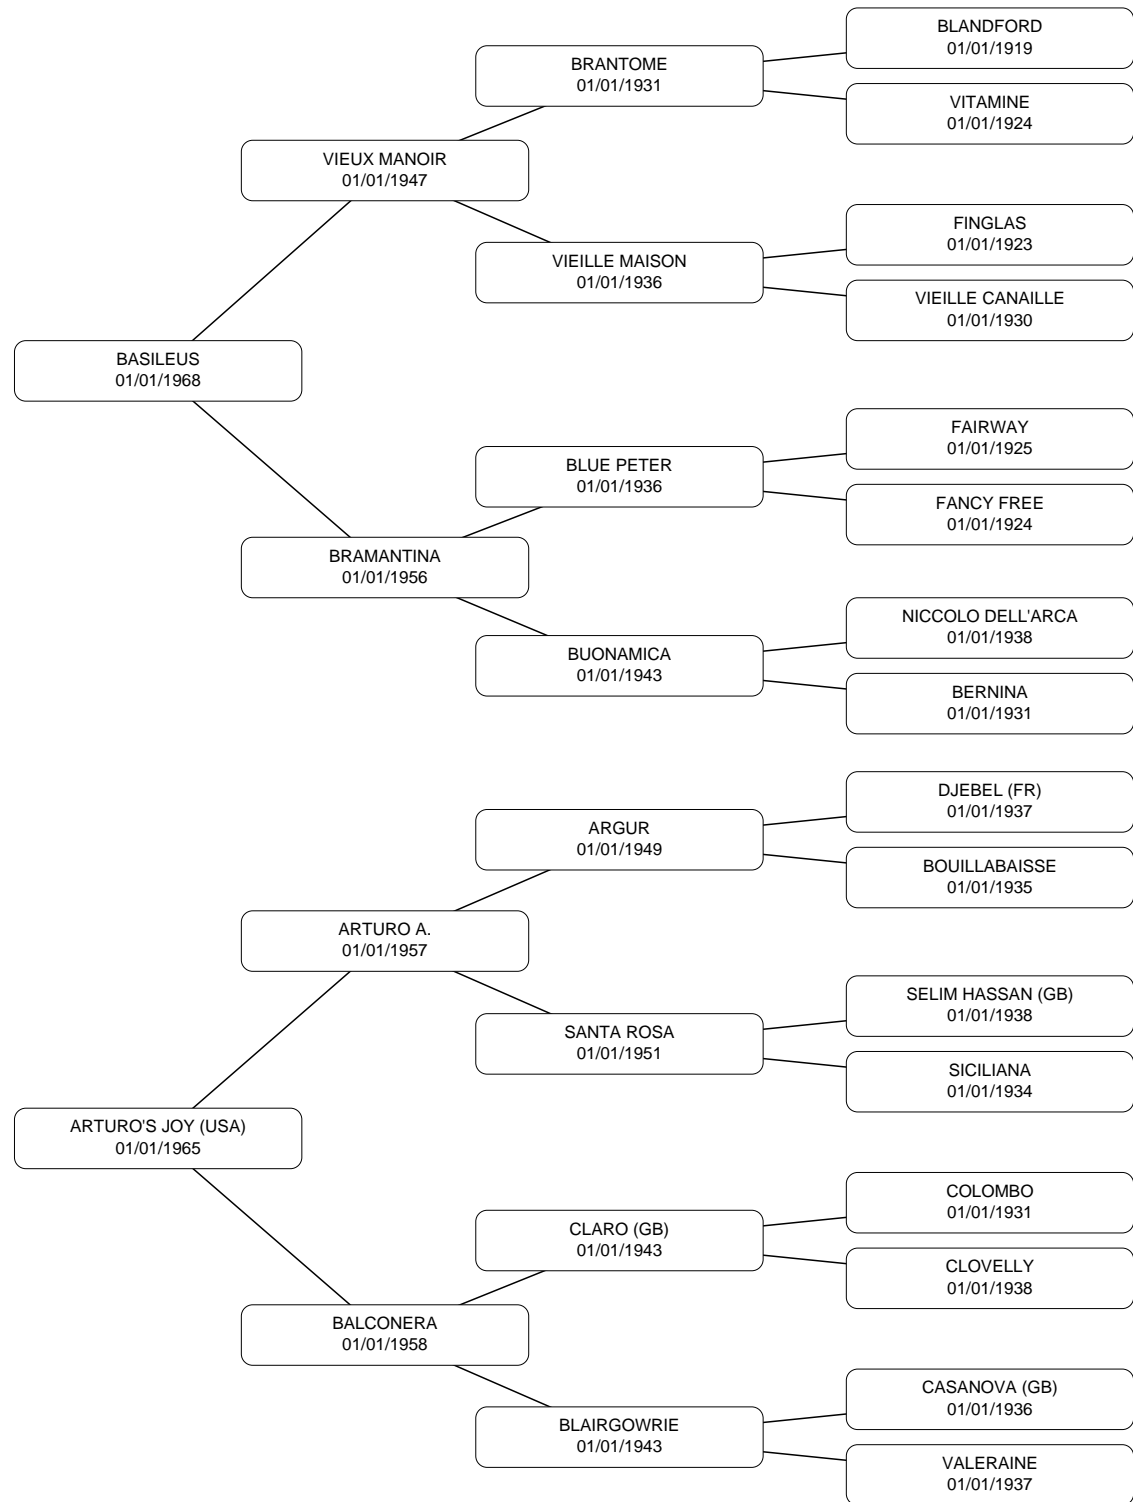 BLANDFORD
01/01/1919
BRANTOME
01/01/1931
VITAMINE
01/01/1924
VIEUX MANOIR
01/01/1947
FINGLAS
01/01/1923
VIEILLE MAISON
01/01/1936
VIEILLE CANAILLE
01/01/1930
BASILEUS
01/01/1968
FAIRWAY
01/01/1925
BLUE PETER
01/01/1936
FANCY FREE
01/01/1924
BRAMANTINA
01/01/1956
NICCOLO DELL'ARCA
01/01/1938
BUONAMICA
01/01/1943
BERNINA
01/01/1931
DJEBEL (FR)
01/01/1937
ARGUR
01/01/1949
BOUILLABAISSE
01/01/1935
ARTURO A.
01/01/1957
SELIM HASSAN (GB)
01/01/1938
SANTA ROSA
01/01/1951
SICILIANA
01/01/1934
ARTURO'S JOY (USA)
01/01/1965
COLOMBO
01/01/1931
CLARO (GB)
01/01/1943
CLOVELLY
01/01/1938
BALCONERA
01/01/1958
CASANOVA (GB)
01/01/1936
BLAIRGOWRIE
01/01/1943
VALERAINE
01/01/1937